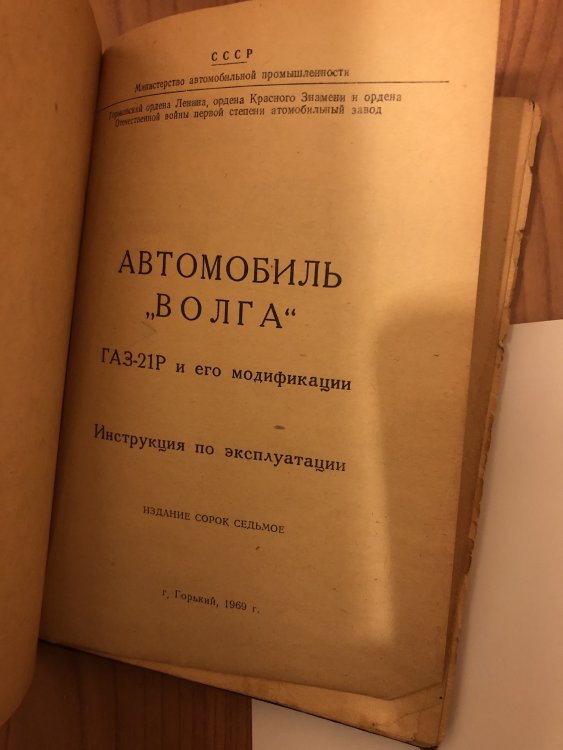 СССР
Министерство автомобильной промышленности
Горьковский ордена Ленина, ордена Красного Знамени и ордена
Отечественной войны первой степени атомобильный завод
АВТОМОБИЛЬ
„ВОЛГА“
ГАЗ-21Р и его модификации
Инструкция по эксплуатации
ИЗДАНИЕ СОРОК СЕДЬМОЕ
г. Горький, 1969 г.